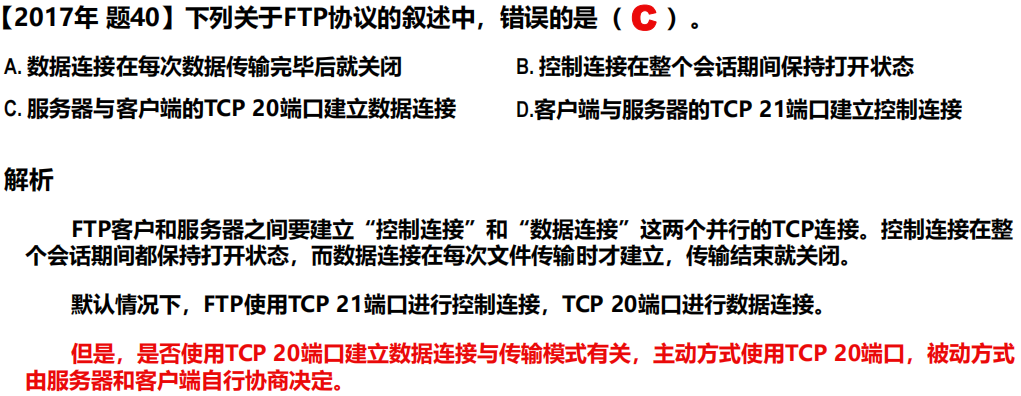 【2017年 题40】下列关于FTP协议的叙述中，错误的是（ C ）。
A. 数据连接在每次数据传输完毕后就关闭 B. 控制连接在整个会话期间保持打开状态
C. 服务器与客户端的TCP 20端口建立数据连接 D.客户端与服务器的TCP 21端口建立控制连接
解析
FTP客户和服务器之间要建立“控制连接”和“数据连接”这两个并行的TCP连接。控制连接在整
个会话期间都保持打开状态，而数据连接在每次文件传输时才建立，传输结束就关闭。
默认情况下，FTP使用TCP 21端口进行控制连接，TCP 20端口进行数据连接。
但是，是否使用TCP 20端口建立数据连接与传输模式有关，主动方式使用TCP 20端口，被动方式
由服务器和客户端自行协商决定。